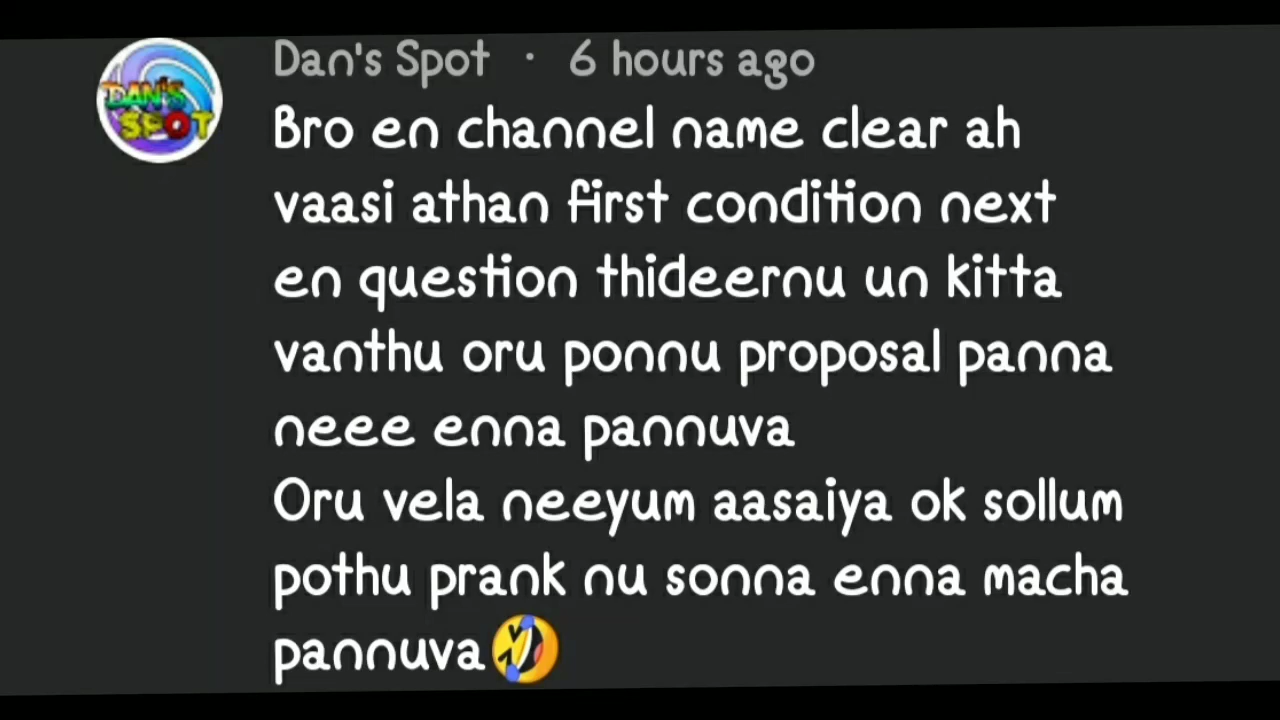 DAN'S
SPOT
Dan's Spot · 6 hours ago
Bro en channel name clear ah
vaasi athan first condition next
en question thideernu un kitta
vanthu oru ponnu proposal panna
neee enna pannuva
Oru vela neeyum aasaiya ok sollum
pothu prank nu sonna enna macha
pannuva🤣